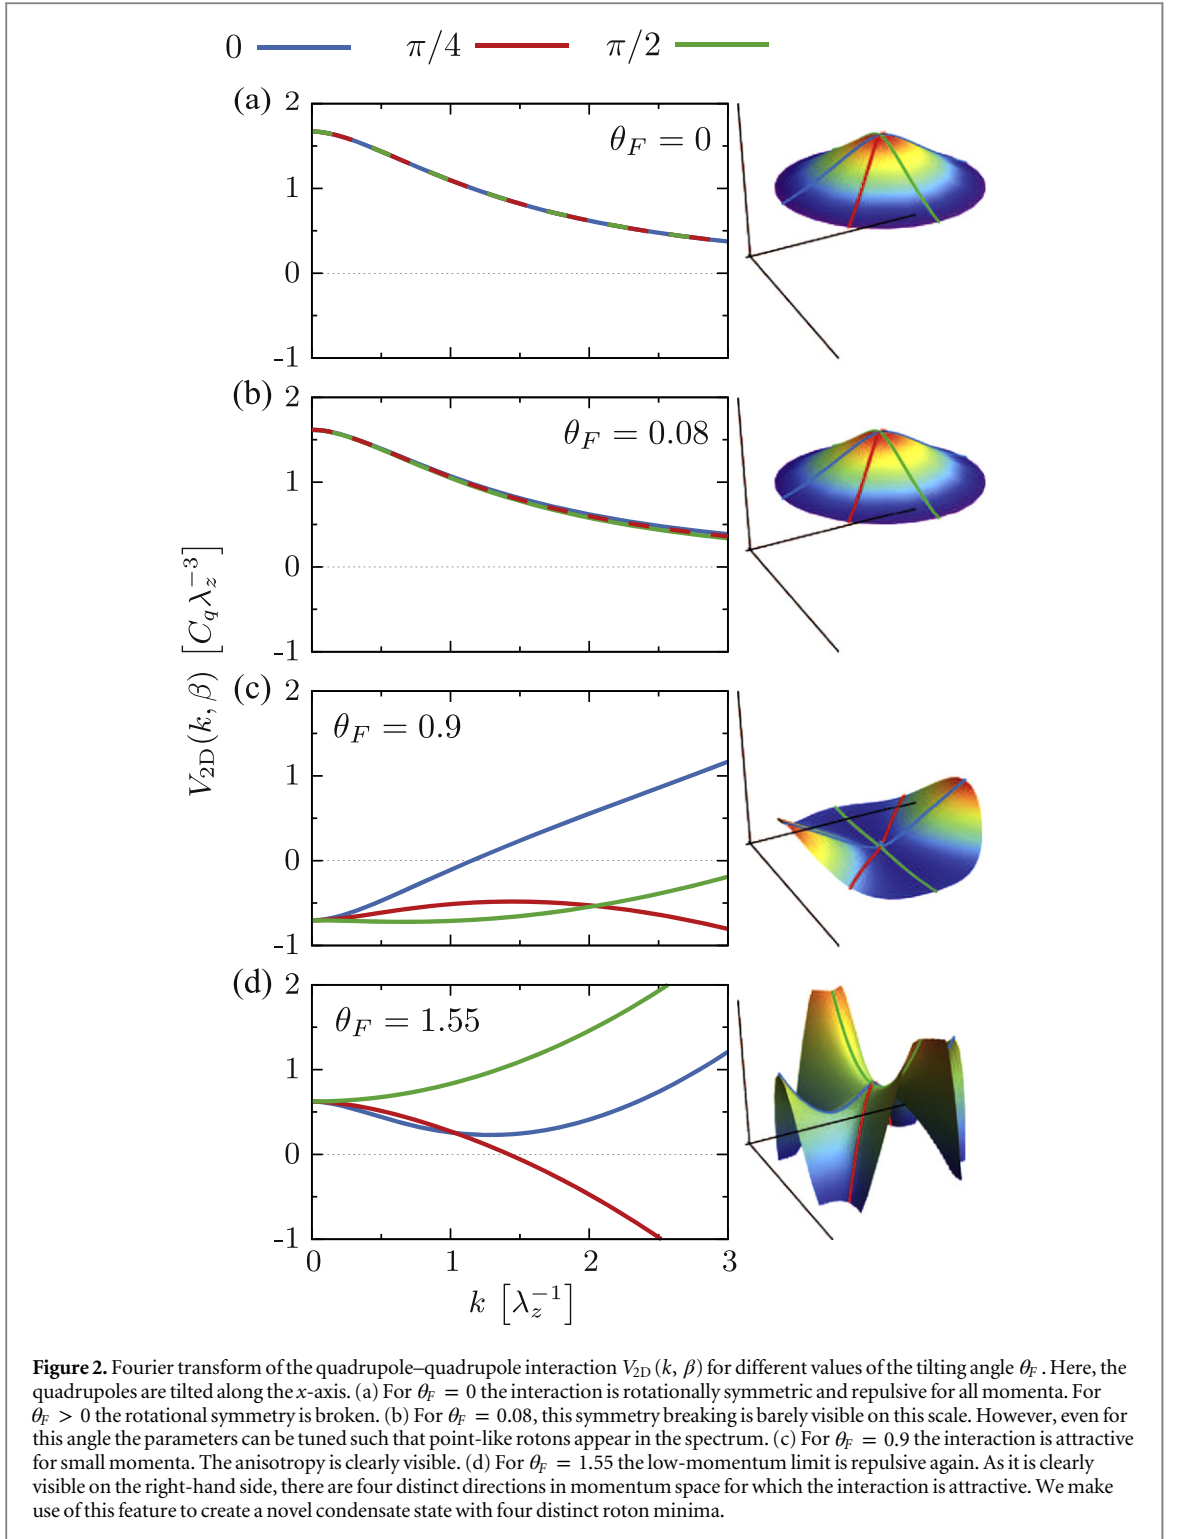 0 π/4 π/2
(a) 2
θ_F = 0
1
0
-1
(b) 2
θ_F = 0.08
1
0
-1
V_2D(k, β) [C_q λ_z^{-3}]
(c) 2
θ_F = 0.9
1
0
-1
(d) 2
θ_F = 1.55
1
0
-1
0 1 2 3
k [λ_z^{-1}]
Figure 2. Fourier transform of the quadrupole–quadrupole interaction V_2D (k, β) for different values of the tilting angle θ_F. Here, the
quadrupoles are tilted along the x-axis. (a) For θ_F = 0 the interaction is rotationally symmetric and repulsive for all momenta. For
θ_F > 0 the rotational symmetry is broken. (b) For θ_F = 0.08, this symmetry breaking is barely visible on this scale. However, even for
this angle the parameters can be tuned such that point-like rotons appear in the spectrum. (c) For θ_F = 0.9 the interaction is attractive
for small momenta. The anisotropy is clearly visible. (d) For θ_F = 1.55 the low-momentum limit is repulsive again. As it is clearly
visible on the right-hand side, there are four distinct directions in momentum space for which the interaction is attractive. We make
use of this feature to create a novel condensate state with four distinct roton minima.